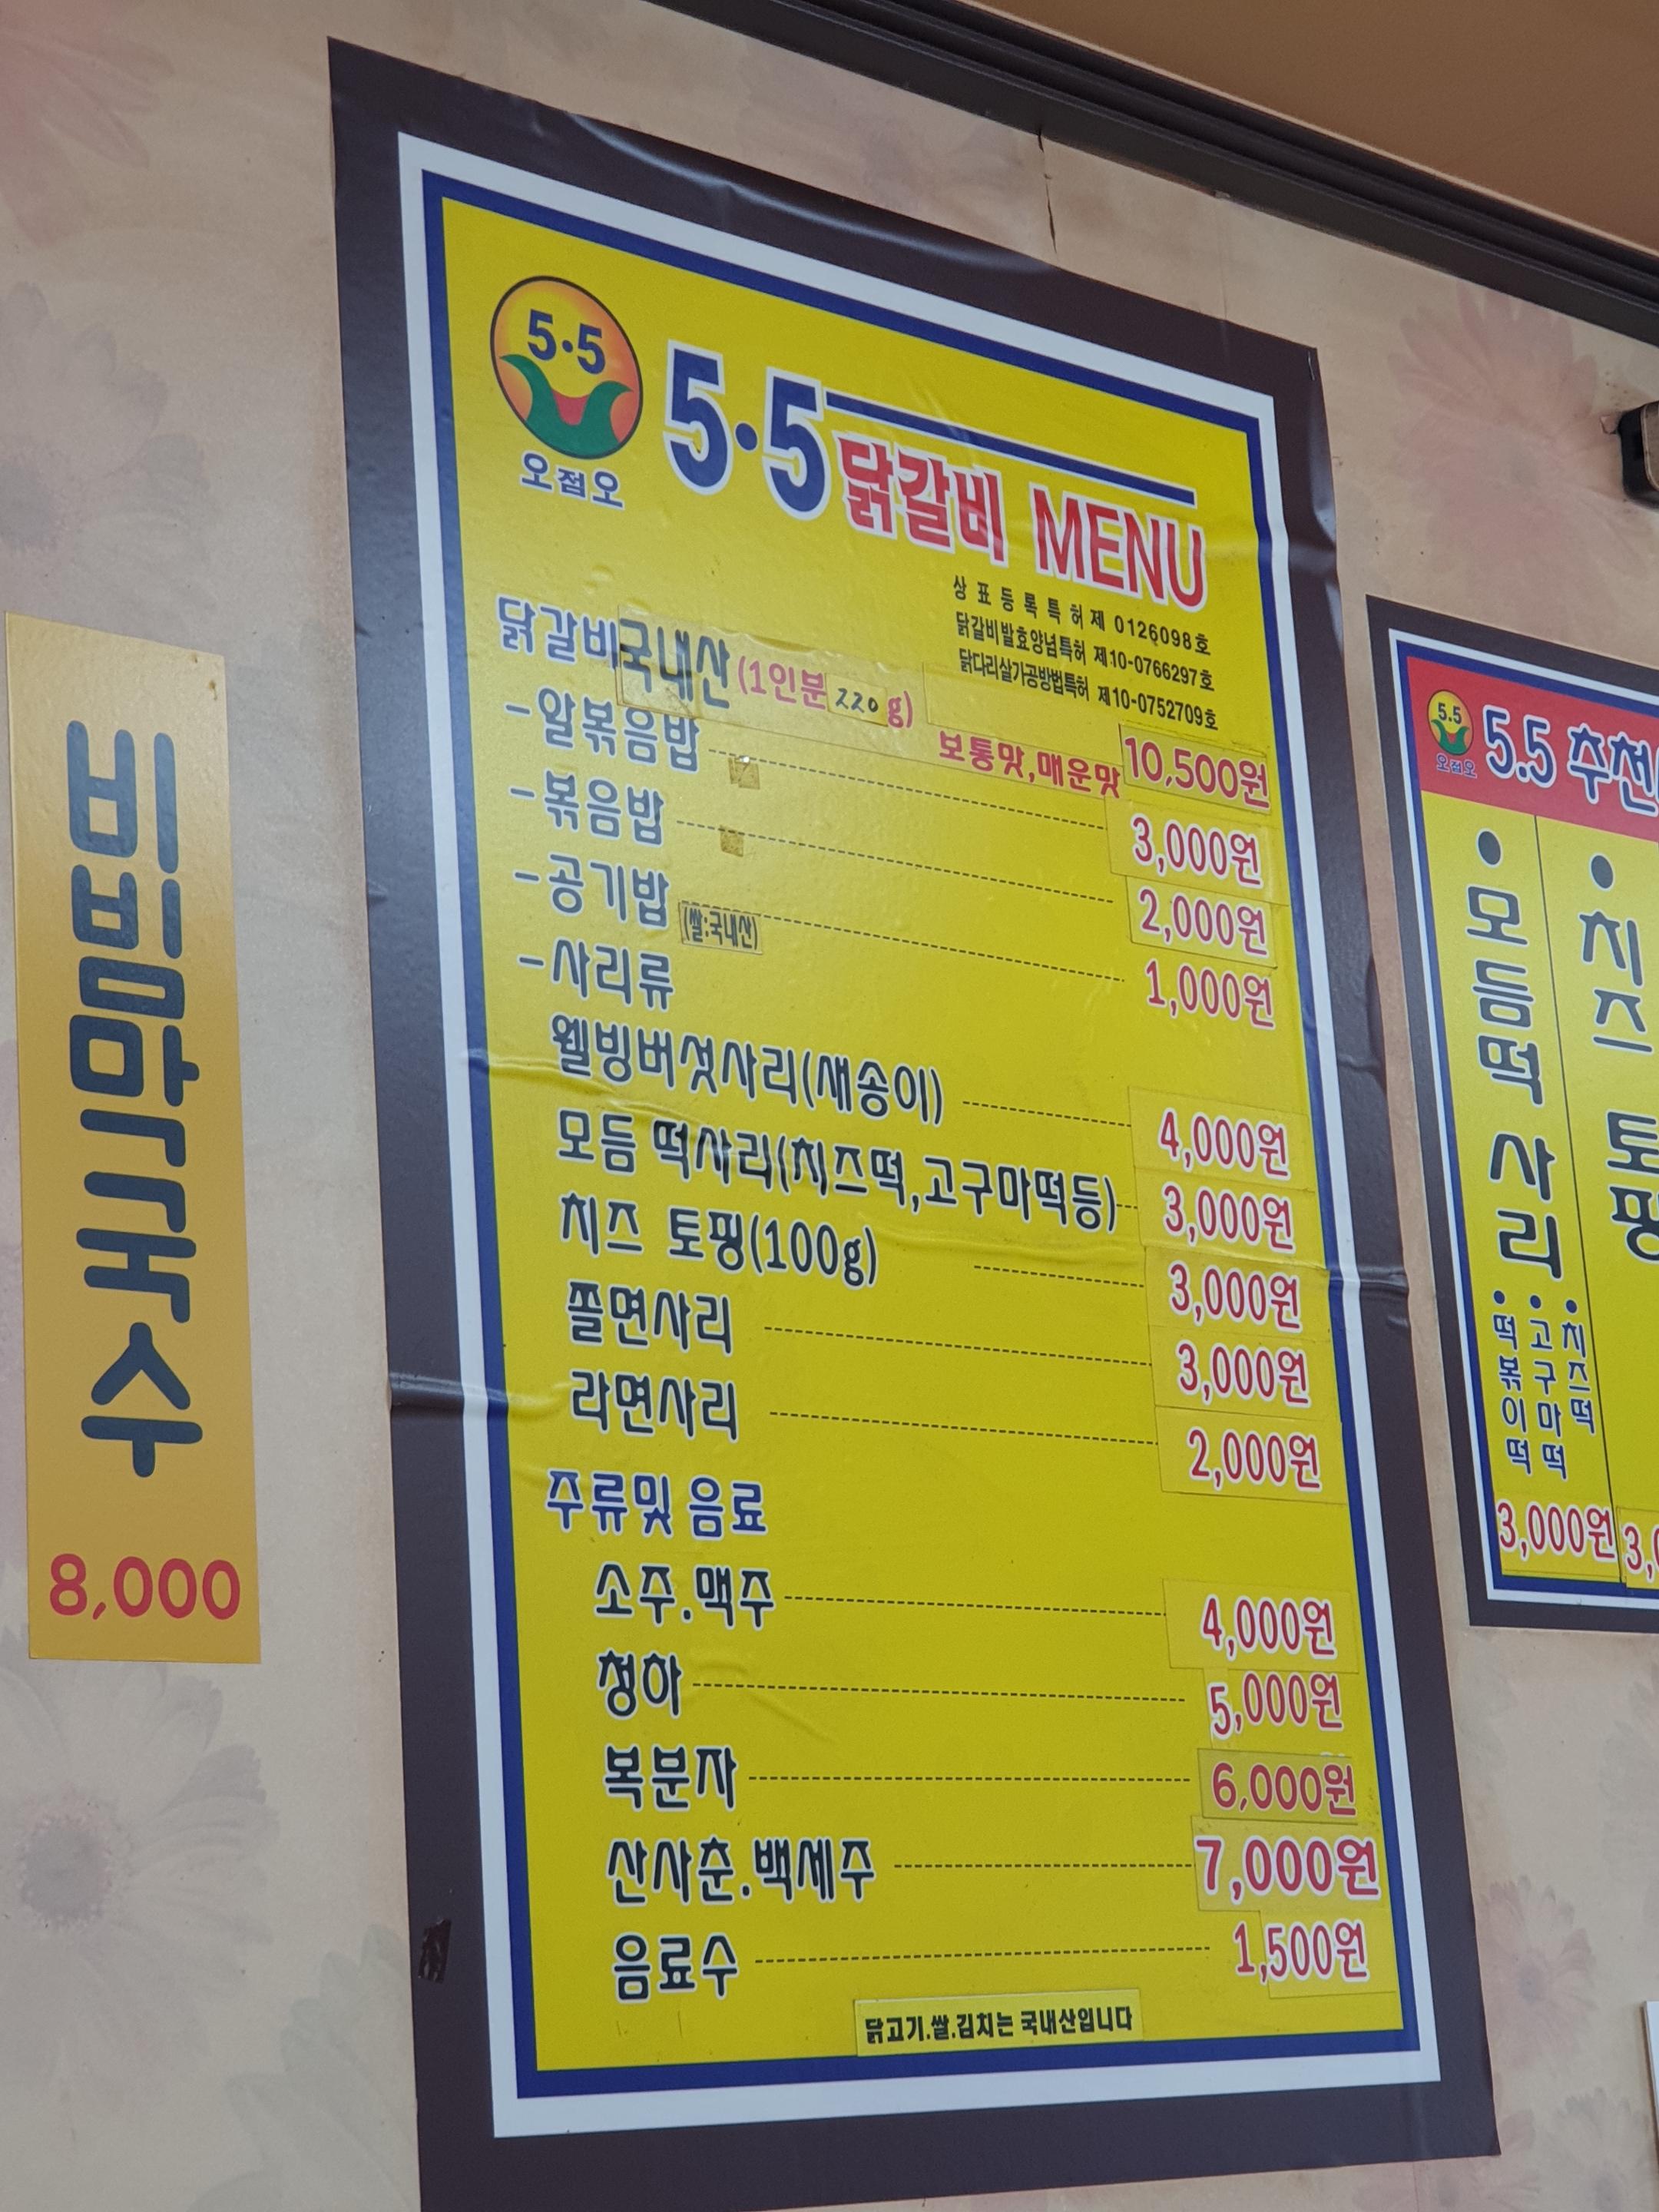 비빔막국수
8,000
5·5
오점오
5·5 닭갈비 MENU
상표등록특허제 0126098호
닭갈비발효양념특허 제10-0766297호
닭다리살가공방법특허 제10-0752709호
닭갈비국내산(1인분 220g) 보통맛,매운맛 10,500원
-알볶음밥 3,000원
-볶음밥 2,000원
-공기밥 (쌀:국내산) 1,000원
-사리류
웰빙버섯사리(새송이) 4,000원
모듬 떡사리(치즈떡,고구마떡등) 3,000원
치즈 토핑(100g) 3,000원
쫄면사리 3,000원
라면사리 2,000원
주류및 음료
소주.맥주 4,000원
청하 5,000원
복분자 6,000원
산사춘.백세주 7,000원
음료수 1,500원
닭고기.쌀.김치는 국내산입니다
5.5
오점오
5.5 추천
•모듬떡사리
•치즈떡
•고구마떡
•떡볶이떡
3,000원
•치즈 토핑